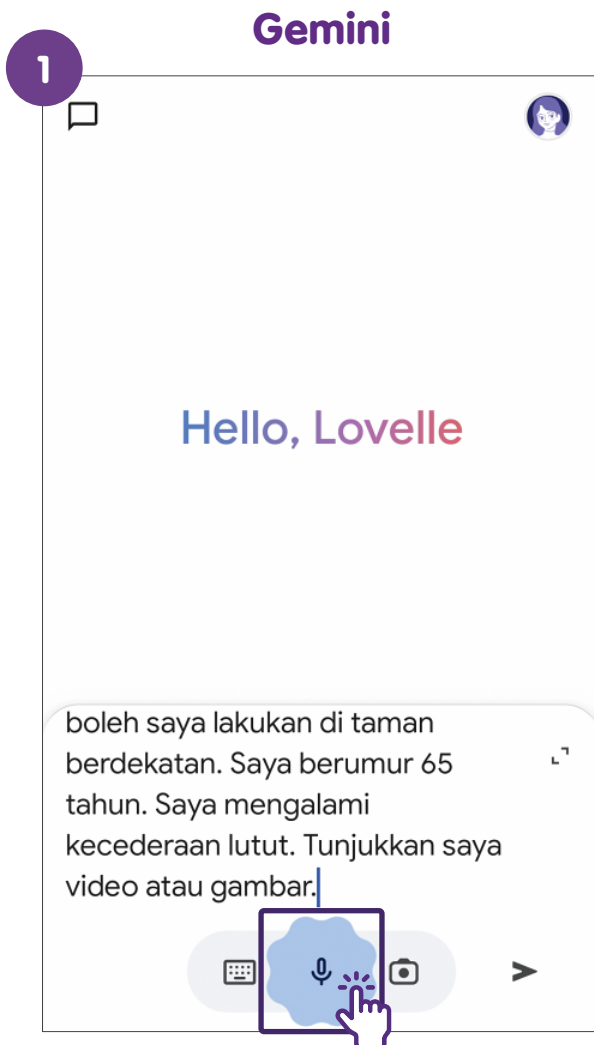 Gemini
1
Hello, Lovelle
boleh saya lakukan di taman
berdekatan. Saya berumur 65
tahun. Saya mengalami
kecederaan lutut. Tunjukkan saya
video atau gambar.